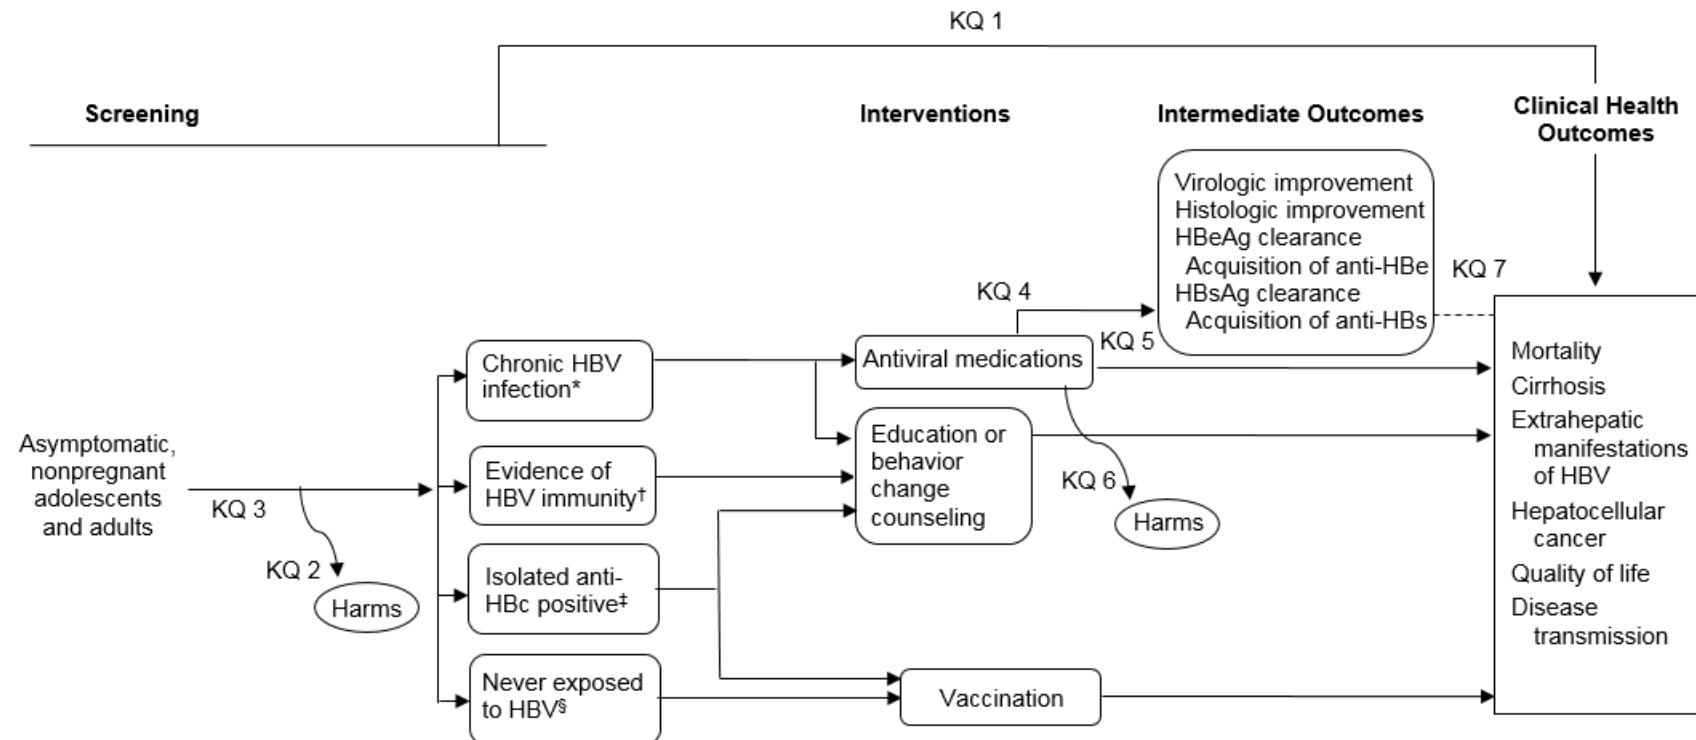 KQ 1
Screening
Interventions
Intermediate Outcomes
Clinical Health
Outcomes
Virologic improvement
Histologic improvement
HBeAg clearance
Acquisition of anti-HBe
HBsAg clearance
Acquisition of anti-HBs
KQ 7
KQ 4
KQ 5
Chronic HBV
infection*
Antiviral medications
Asymptomatic,
nonpregnant
adolescents
and adults
KQ 3
KQ 2
Harms
Evidence of
HBV immunity†
Education or
behavior
change
counseling
KQ 6
Harms
Isolated anti-
HBc positive‡
Never exposed
to HBV§
Vaccination
Mortality
Cirrhosis
Extrahepatic
manifestations
of HBV
Hepatocellular
cancer
Quality of life
Disease
transmission